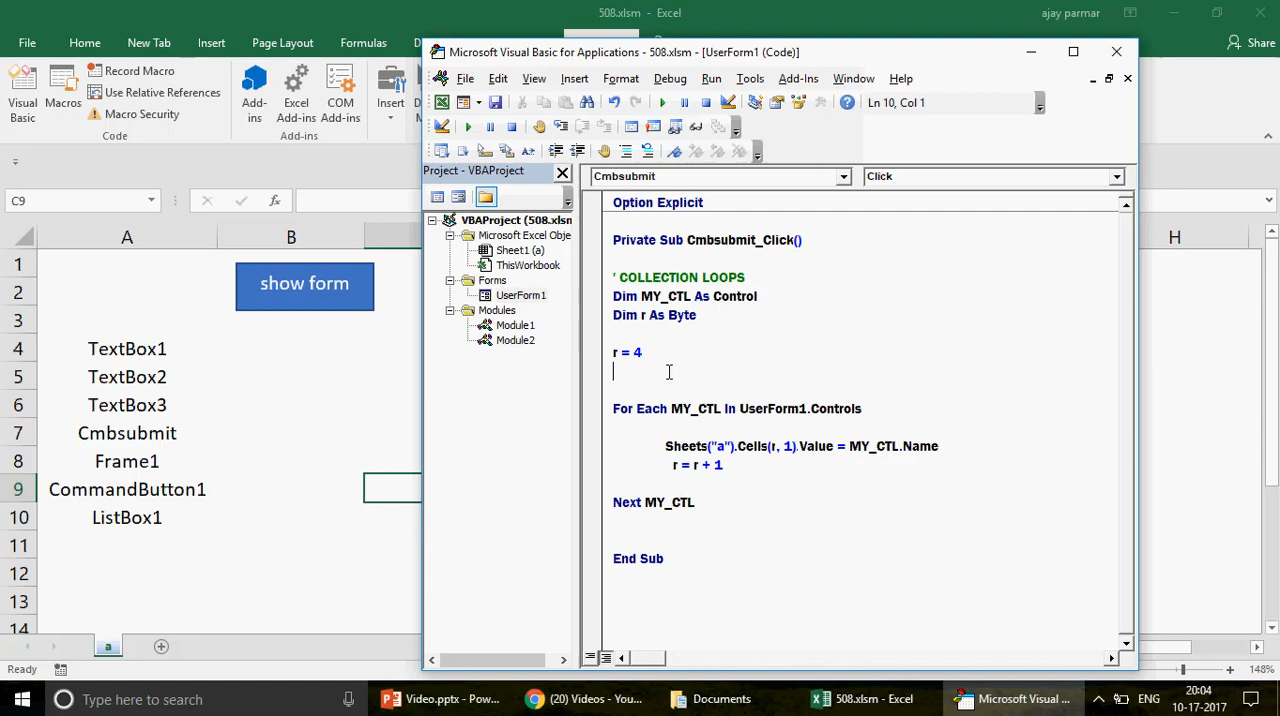 508.xlsm - Excel
ajay parmar
File Home New Tab Insert Page Layout Formulas
Share
Visual Basic
Macros
Record Macro
Use Relative References
Macro Security
Code
Add-ins
Excel Add-ins
COM Add-ins
Add-ins
Insert
C9
A B H
1
2
3
4
5
6
7
8
9
10
11
12
13
14
show form
TextBox1
TextBox2
TextBox3
Cmbsubmit
Frame1
CommandButton1
ListBox1
Microsoft Visual Basic for Applications - 508.xlsm - [UserForm1 (Code)]
File Edit View Insert Format Debug Run Tools Add-Ins Window Help
Ln 10, Col 1
Project - VBAProject
VBAProject (508.xlsn
Microsoft Excel Obje
Sheet1 (a)
ThisWorkbook
Forms
UserForm1
Modules
Module1
Module2
Cmbsubmit
Click
Option Explicit
Private Sub Cmbsubmit_Click()
' COLLECTION LOOPS
Dim MY_CTL As Control
Dim r As Byte
r = 4
For Each MY_CTL In UserForm1.Controls
Sheets("a").Cells(r, 1).Value = MY_CTL.Name
r = r + 1
Next MY_CTL
End Sub
a
Ready
148%
Type here to search
Video.pptx - Pow...
(20) Videos - You...
Documents
508.xlsm - Excel
Microsoft Visual ...
ENG
20:04
10-17-2017